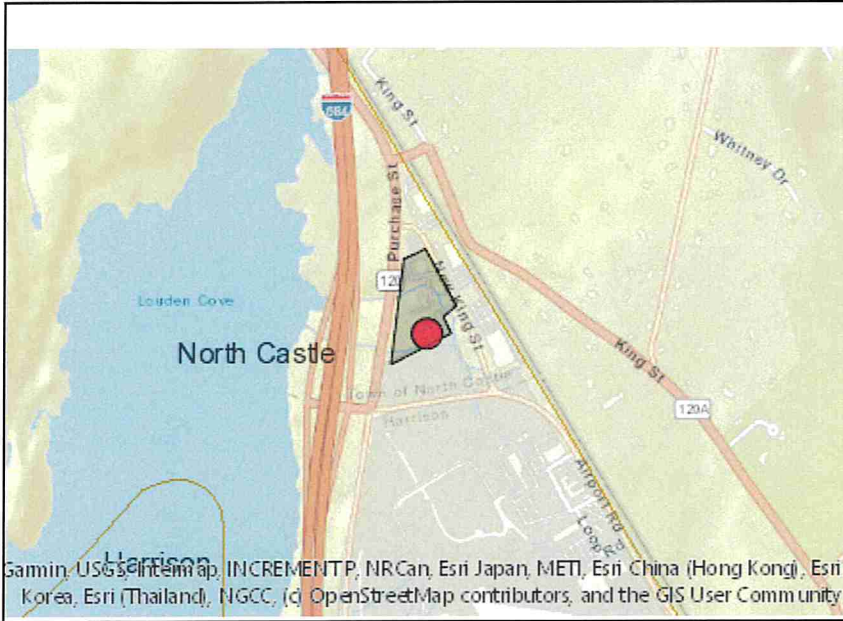 684
King St
Whitney Dr
Purchase St
120
New King St
Louden Cove
North Castle
King St
Town of North Castle
Harrison
120A
Airport Rd
Loop Rd
Harrison
Garmin, USGS, Intermap, INCREMENT P, NRCan, Esri Japan, METI, Esri China (Hong Kong), Esri
Korea, Esri (Thailand), NGCC, (c) OpenStreetMap contributors, and the GIS User Community